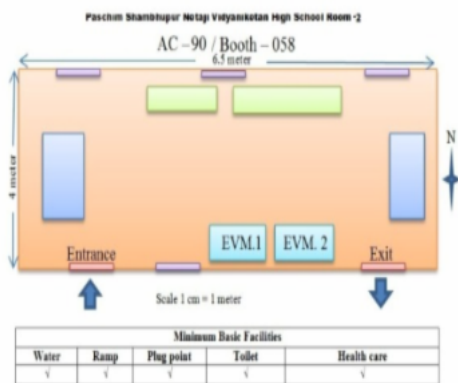 Paschim Shambhupur Netap Vidyaniketan High School Room -2
AC – 90 / Booth – 058
6.5 meter
4 meter
N
EVM.1 EVM. 2
Entrance Exit
Scale 1 cm = 1 meter
Minimum Basic Facilities
Water Ramp Plug point Toilet Health care
√ √ √ √ √